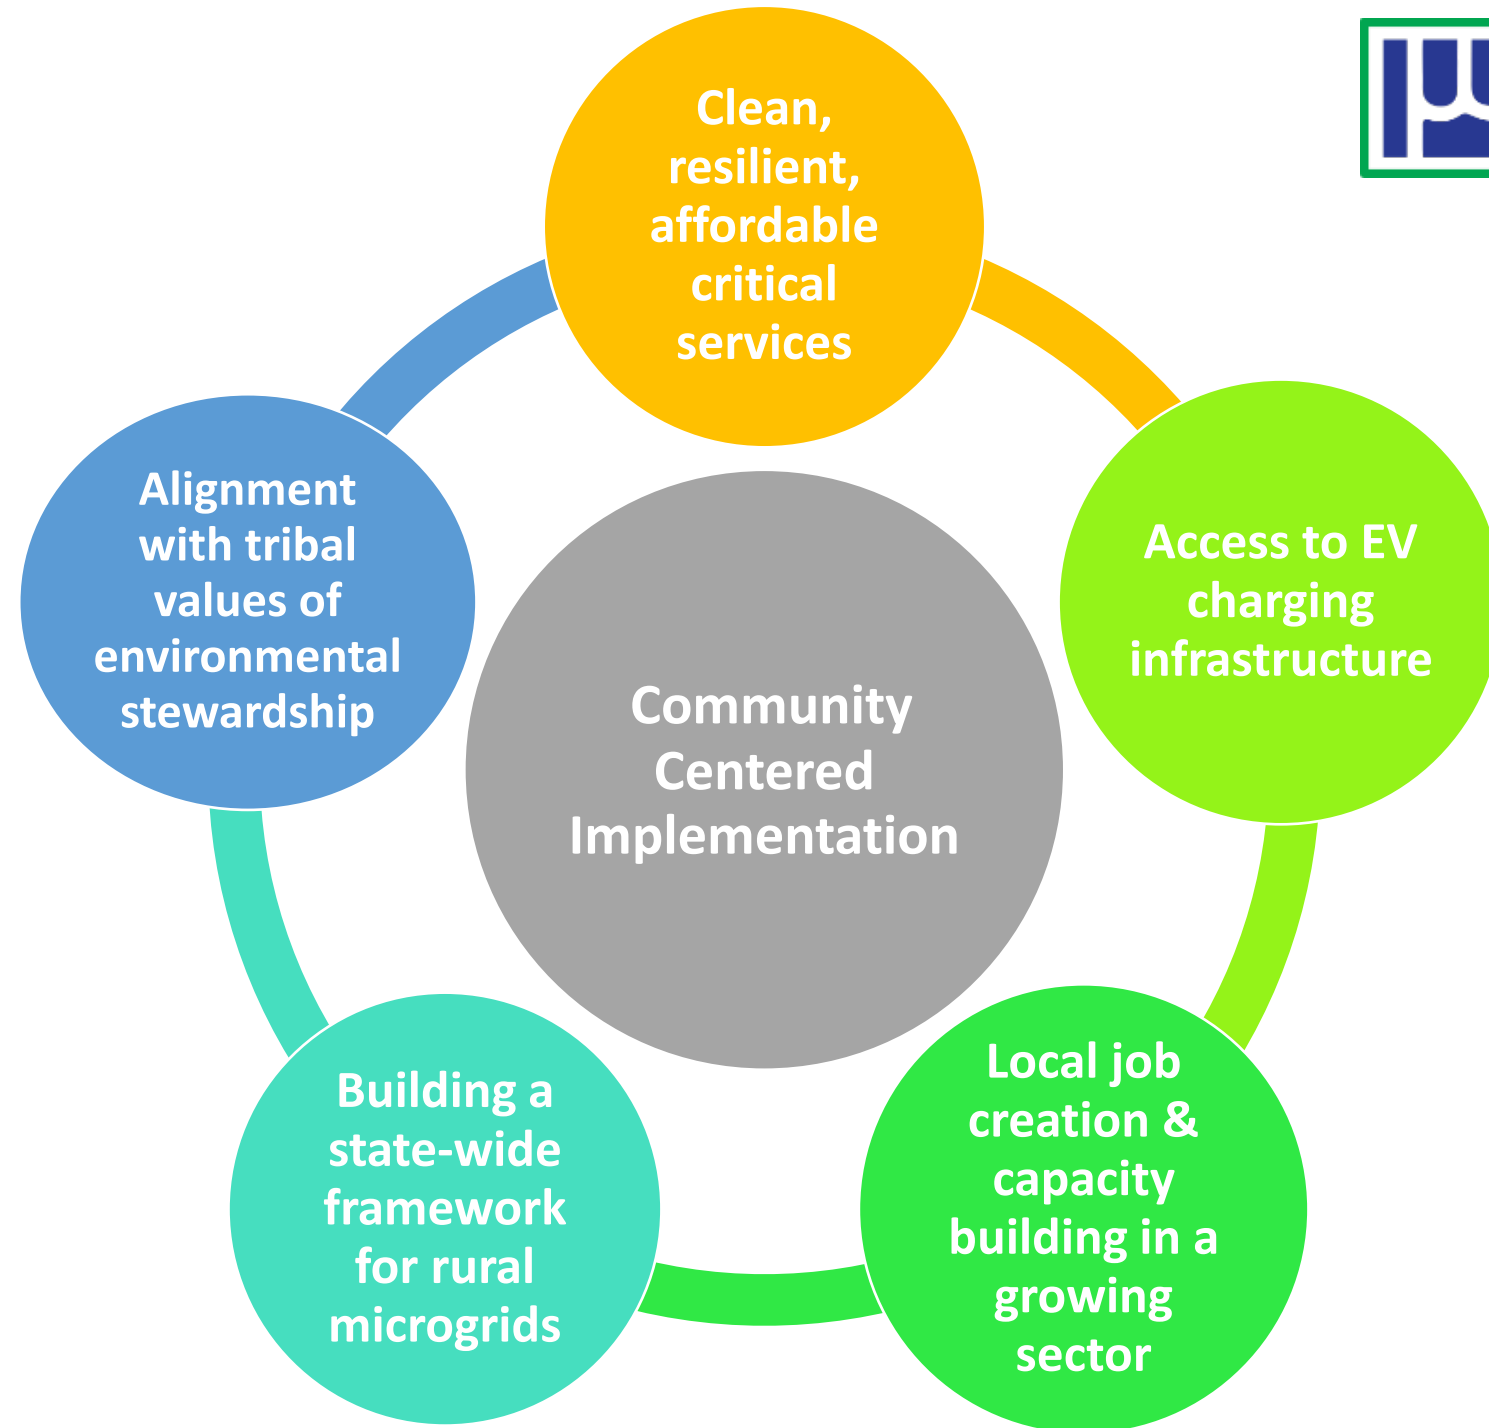 Clean,
resilient,
affordable
critical
services
Access to EV
charging
infrastructure
Local job
creation &
capacity
building in a
growing
sector
Building a
state-wide
framework
for rural
microgrids
Alignment
with tribal
values of
environmental
stewardship
Community
Centered
Implementation